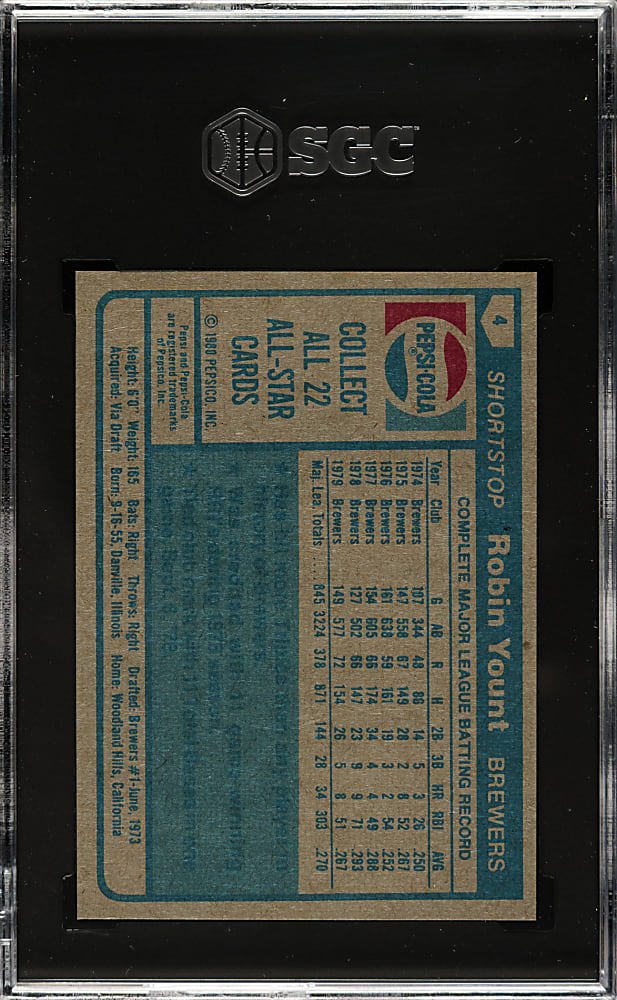 SGC
4 SHORTSTOP Robin Yount BREWERS
PEPSI-COLA
®
COLLECT
ALL 22
ALL-STAR
CARDS
© 1980 PEPSICO, INC.
Pepsi and Pepsi-Cola
are registered trademarks
of Pepsico, Inc.
COMPLETE MAJOR LEAGUE BATTING RECORD
Year Club G AB R H 2B 3B HR RBI AVG
1974 Brewers 107 344 48 86 14 5 3 26 .250
1975 Brewers 147 558 67 149 28 2 8 52 .267
1976 Brewers 161 638 59 161 19 3 2 54 .252
1977 Brewers 154 605 66 174 34 4 4 49 .288
1978 Brewers 127 502 66 147 23 9 9 71 .293
1979 Brewers 149 577 72 154 26 5 8 51 .267
Maj. Lea. Totals ... 845 3224 378 871 144 28 34 303 .270
Height: 6'0" Weight: 165 Bats: Right Throws: Right Drafted: Brewers #1-June, 1973
Acquired: Via Draft Born: 9-16-55, Danville, Illinois Home: Woodland Hills, California